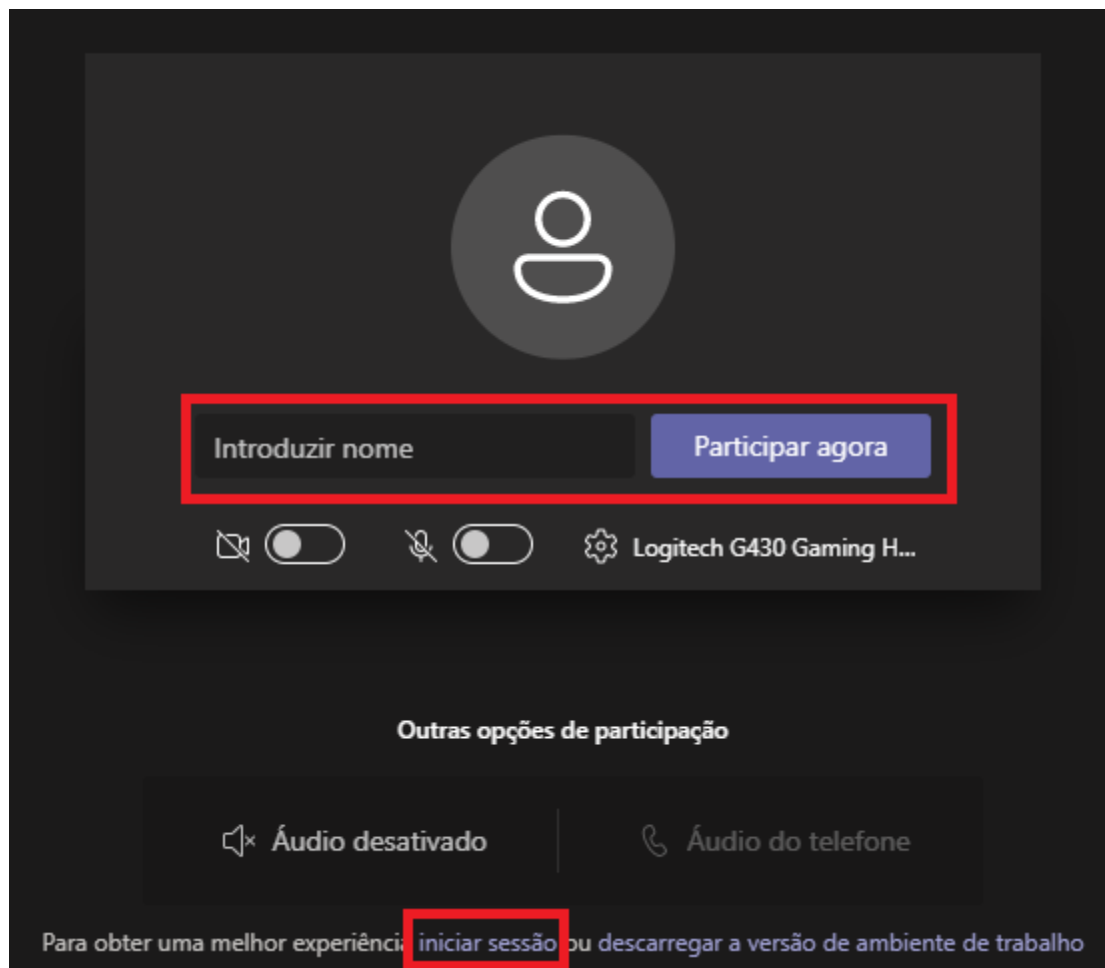 Introduzir nome
Participar agora
Logitech G430 Gaming H...
Outras opções de participação
Áudio desativado
Áudio do telefone
Para obter uma melhor experiência iniciar sessão ou descarregar a versão de ambiente de trabalho